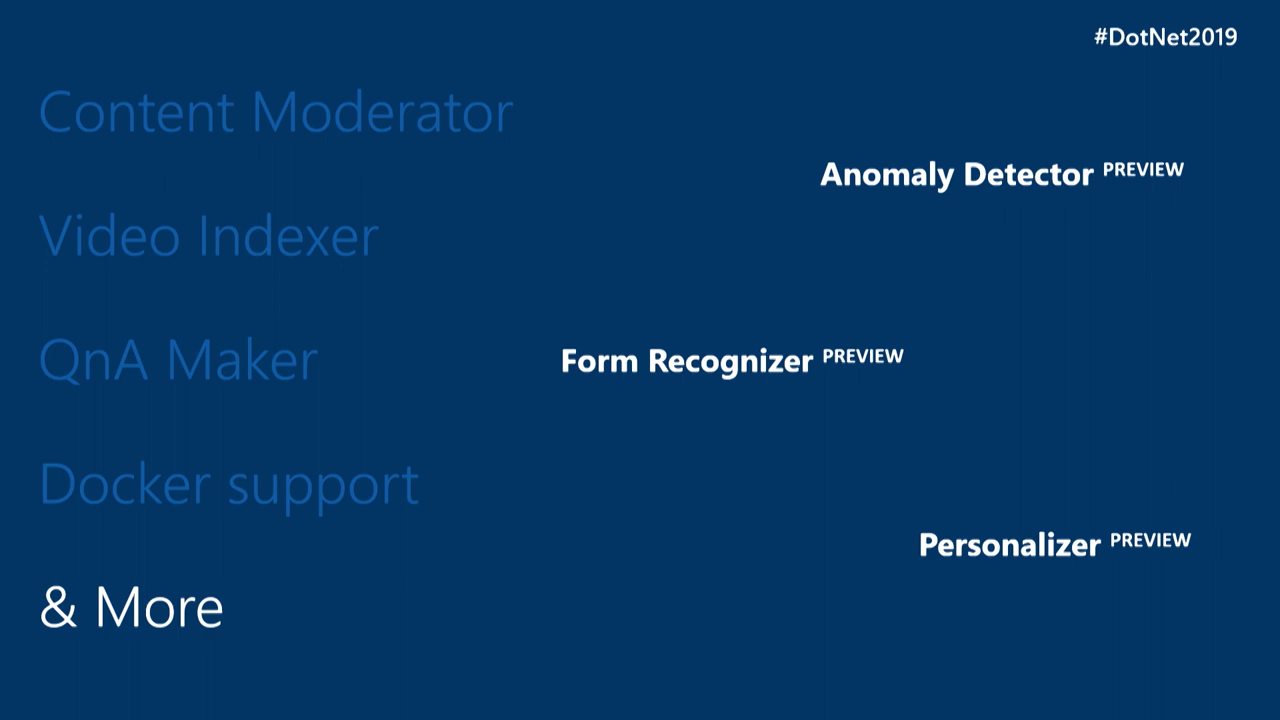 #DotNet2019
Content Moderator
Anomaly Detector PREVIEW
Video Indexer
QnA Maker
Form Recognizer PREVIEW
Docker support
Personalizer PREVIEW
& More